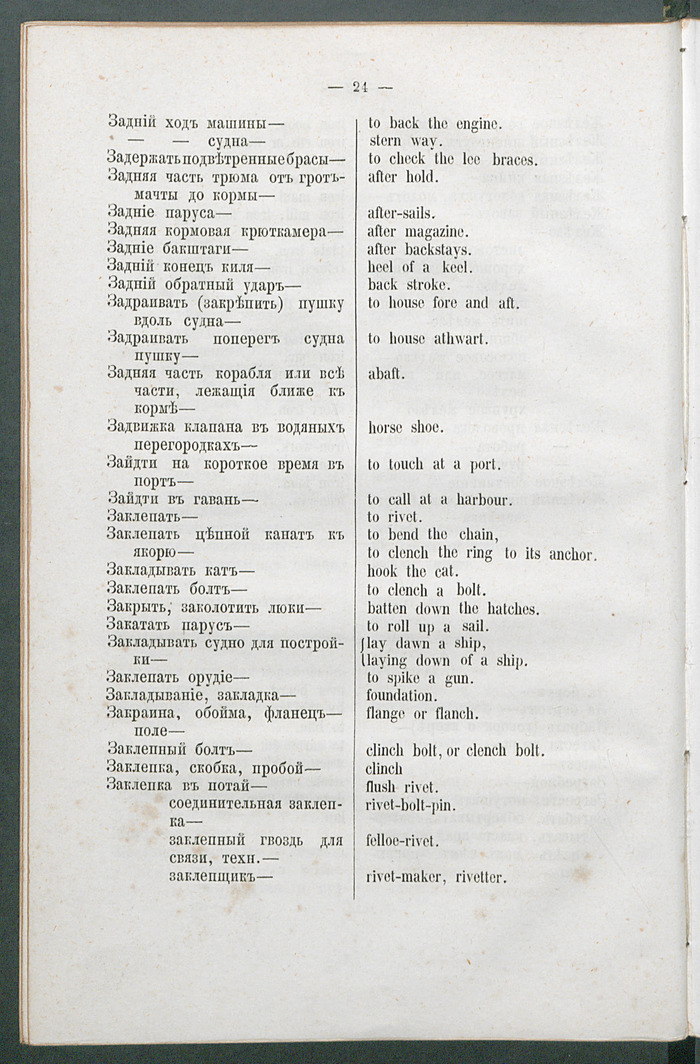 — 24 —
Задній ходъ машины— to back the engine.
— — судна— stern way.
Задержать подвѣтренные брасы— to check the lee braces.
Задняя часть трюма отъ гротъ- after hold.
мачты до кормы—
Задніе паруса— after-sails.
Задняя кормовая крюткамера— after magazine.
Задніе бакштаги— after backstays.
Задній конецъ киля— heel of a keel.
Задній обратный ударъ— back stroke.
Задраивать (закрѣпить) пушку to house fore and aft.
вдоль судна—
Задраивать поперегъ судна to house athwart.
пушку—
Задняя часть корабля или всѣ abaft.
части, лежащія ближе къ
кормѣ—
Задвижка клапана въ водяныхъ horse shoe.
перегородкахъ—
Зайдти на короткое время въ to touch at a port.
портъ—
Зайдти въ гавань— to call at a harbour.
Заклепать— to rivet.
Заклепать цѣпной канатъ къ to bend the chain,
якорю— to clench the ring to its anchor.
Закладывать катъ— hook the cat.
Заклепать болтъ— to clench a bolt.
Закрыть, заколотить люки— batten down the hatches.
Закатать парусъ— to roll up a sail.
Закладывать судно для построй- lay dawn a ship,
ки— laying down of a ship.
Заклепать орудіе— to spike a gun.
Закладываніе, закладка— foundation.
Закраина, обойма, фланецъ— flange or flanch.
поле—
Заклепный болтъ— clinch bolt, or clench bolt.
Заклепка, скобка, пробой— clinch
Заклепка въ потай— flush rivet.
соединительная заклеп- rivet-bolt-pin.
ка—
заклепный гвоздь для felloe-rivet.
связи, техн.—
заклепщикъ— rivet-maker, rivetter.